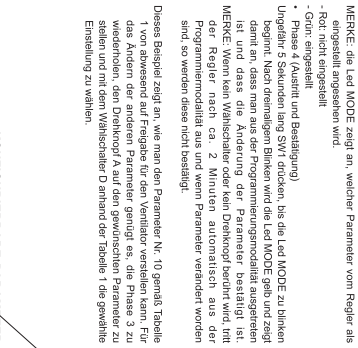 MERKE: die Led MODE zeigt an, welcher Parameter vom Regler als
eingestellt angesehen wird.
- Rot: nicht eingestellt
- Grün: eingestellt
• Phase 4 (Austritt und Bestätigung)
Ungefähr 5 Sekunden lang SW1 drücken, bis die Led MODE zu blinken
beginnt. Nach dreimaligem Blinken wird die Led MODE gelb und zeigt
damit an, dass man aus der Programmierungsmodalität ausgetreten
ist und dass die Änderung der Parameter bestätigt ist.
MERKE: Wenn kein Wählschalter oder kein Drehknopf berührt wird, tritt
der Regler nach ca. 2 Minuten automatisch aus der
Programmiermodalität aus und wenn Parameter verändert worden
sind, so werden diese nicht bestätigt.
Dieses Beispiel zeigt an, wie man den Parameter Nr. 10 gemäß Tabelle
1 von abwesend auf Freigabe für den Ventilator verstellen kann. Für
das Ändern der anderen Parameter genügt es, die Phase 3 zu
wiederholen, den Drehknopf A auf den gewünschten Parameter zu
stellen und mit dem Wählschalter D anhand der Tabelle 1 die gewählte
Einstellung zu wählen.